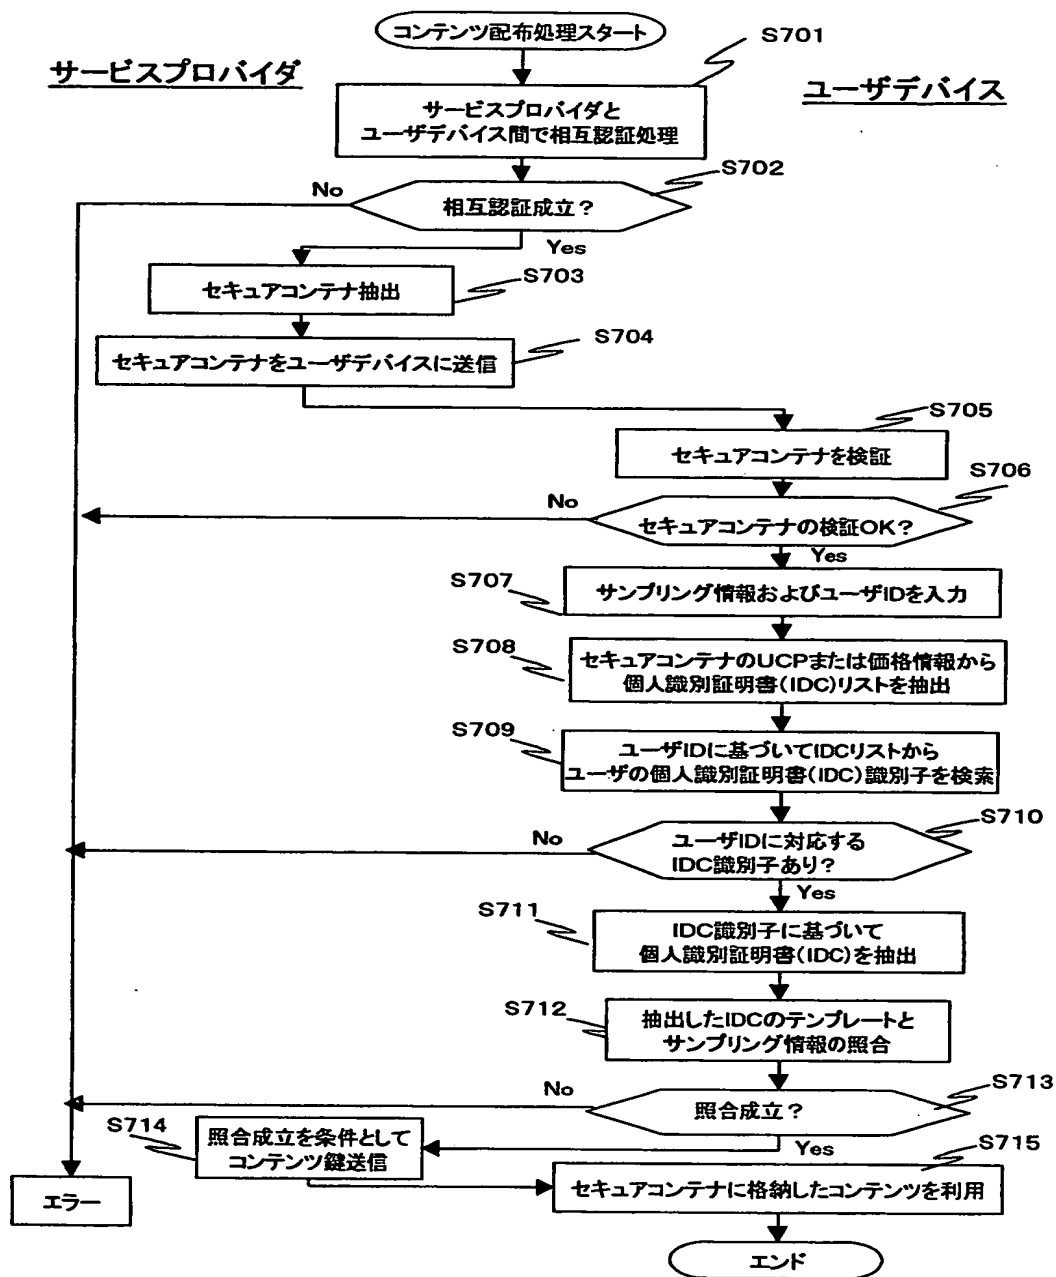 コンテンツ配布処理スタート
S701
サービスプロバイダ
ユーザデバイス
サービスプロバイダと
ユーザデバイス間で相互認証処理
S702
No
相互認証成立?
Yes
S703
セキュアコンテナ抽出
S704
セキュアコンテナをユーザデバイスに送信
S705
セキュアコンテナを検証
S706
No
セキュアコンテナの検証OK?
Yes
S707
サンプリング情報およびユーザIDを入力
S708
セキュアコンテナのUCPまたは価格情報から
個人識別証明書(IDC)リストを抽出
S709
ユーザIDに基づいてIDCリストから
ユーザの個人識別証明書(IDC)識別子を検索
S710
No
ユーザIDに対応する
IDC識別子あり?
Yes
S711
IDC識別子に基づいて
個人識別証明書(IDC)を抽出
S712
抽出したIDCのテンプレートと
サンプリング情報の照合
S713
No
照合成立?
Yes
S714
照合成立を条件として
コンテンツ鍵送信
S715
セキュアコンテナに格納したコンテンツを利用
エラー
エンド